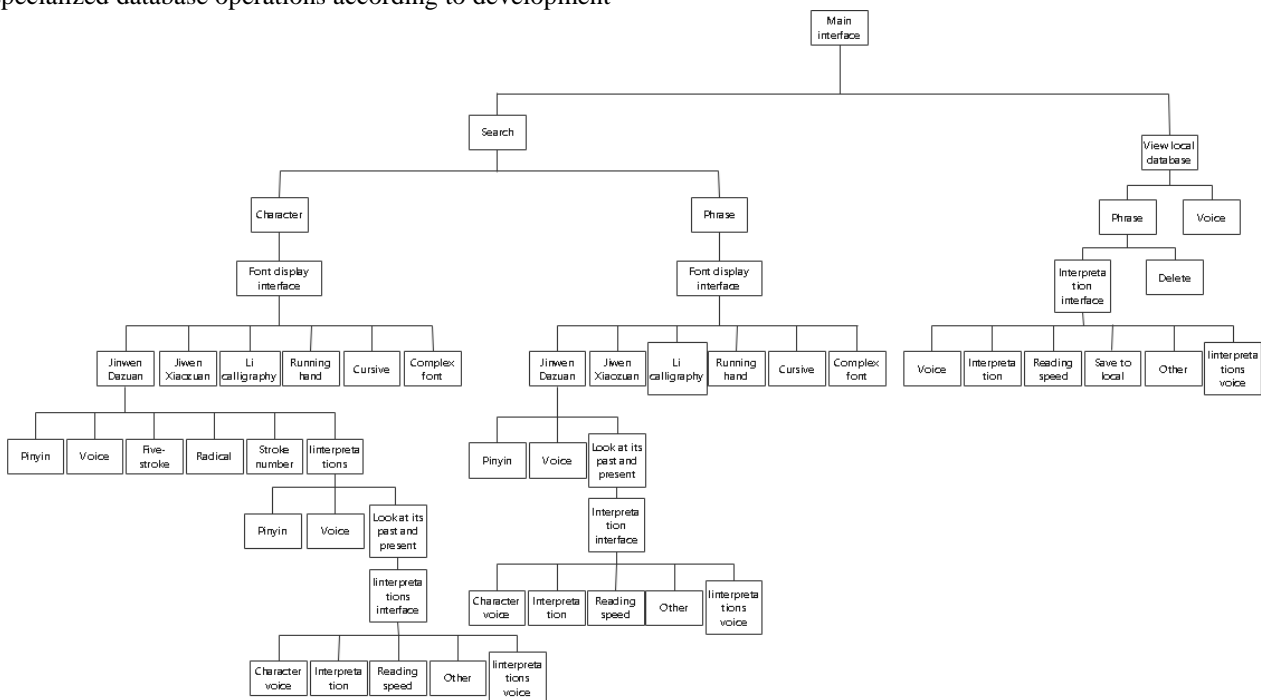 specialized database operations according to development
Main
interface
Search
View local
database
Character
Phrase
Phrase
Voice
Font display
interface
Font display
interface
Interpreta
tion
interface
Delete
Jinwen
Dazuan
Jiwen
Xiaozuan
Li
calligraphy
Running
hand
Cursive
Complex
font
Jinwen
Dazuan
Jiwen
Xiaozuan
Li
calligraphy
Running
hand
Cursive
Complex
font
Voice
Interpreta
tion
Reading
speed
Save to
local
Other
Iinterpreta
tions
voice
Pinyin
Voice
Five-
stroke
Radical
Stroke
number
Iinterpreta
tions
Pinyin
Voice
Look at its
past and
present
Pinyin
Voice
Look at its
past and
present
Interpreta
tion
interface
Iinterpreta
tions
interface
Character
voice
Interpreta
tion
Reading
speed
Other
Iinterpreta
tions
voice
Character
voice
Interpreta
tion
Reading
speed
Other
Iinterpreta
tions
voice